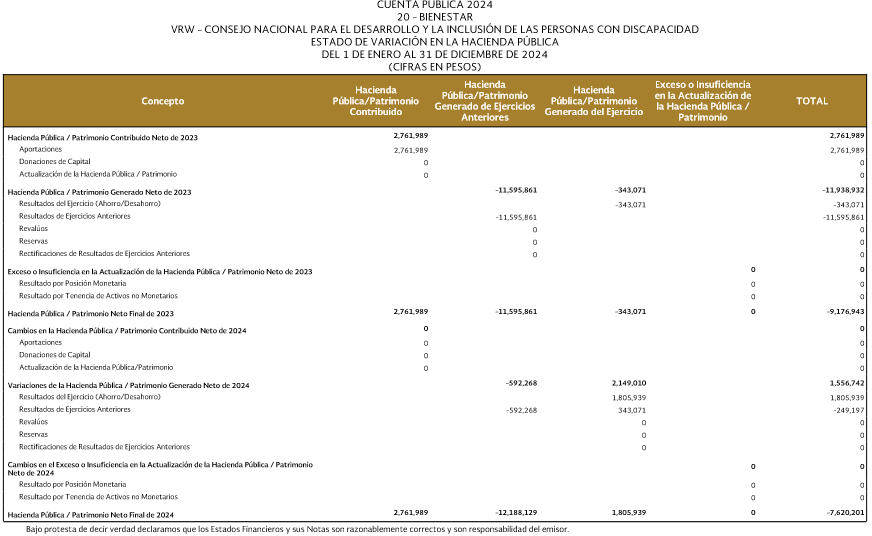 CUENTA PÚBLICA 2024
20 - BIENESTAR
VRW - CONSEJO NACIONAL PARA EL DESARROLLO Y LA INCLUSIÓN DE LAS PERSONAS CON DISCAPACIDAD
ESTADO DE VARIACIÓN EN LA HACIENDA PÚBLICA
DEL 1 DE ENERO AL 31 DE DICIEMBRE DE 2024
(CIFRAS EN PESOS)
Concepto
Hacienda
Pública/Patrimonio
Contribuido
Hacienda
Pública/Patrimonio
Generado de Ejercicios
Anteriores
Hacienda
Pública/Patrimonio
Generado del Ejercicio
Exceso o Insuficiencia
en la Actualización de
la Hacienda Pública /
Patrimonio
TOTAL
Hacienda Pública / Patrimonio Contribuido Neto de 2023 2,761,989 2,761,989
Aportaciones 2,761,989 2,761,989
Donaciones de Capital 0 0
Actualización de la Hacienda Pública / Patrimonio 0 0
Hacienda Pública / Patrimonio Generado Neto de 2023 -11,595,861 -343,071 -11,938,932
Resultados del Ejercicio (Ahorro/Desahorro) -343,071 -343,071
Resultados de Ejercicios Anteriores -11,595,861 -11,595,861
Revalúos 0 0
Reservas 0 0
Rectificaciones de Resultados de Ejercicios Anteriores 0 0
Exceso o Insuficiencia en la Actualización de la Hacienda Pública / Patrimonio Neto de 2023 0 0
Resultado por Posición Monetaria 0 0
Resultado por Tenencia de Activos no Monetarios 0 0
Hacienda Pública / Patrimonio Neto Final de 2023 2,761,989 -11,595,861 -343,071 0 -9,176,943
Cambios en la Hacienda Pública / Patrimonio Contribuido Neto de 2024 0 0
Aportaciones 0 0
Donaciones de Capital 0 0
Actualización de la Hacienda Pública/Patrimonio 0 0
Variaciones de la Hacienda Pública / Patrimonio Generado Neto de 2024 -592,268 2,149,010 1,556,742
Resultados del Ejercicio (Ahorro/Desahorro) 1,805,939 1,805,939
Resultados de Ejercicios Anteriores -592,268 343,071 -249,197
Revalúos 0 0
Reservas 0 0
Rectificaciones de Resultados de Ejercicios Anteriores 0 0
Cambios en el Exceso o Insuficiencia en la Actualización de la Hacienda Pública / Patrimonio
Neto de 2024 0 0
Resultado por Posición Monetaria 0 0
Resultado por Tenencia de Activos no Monetarios 0 0
Hacienda Pública / Patrimonio Neto Final de 2024 2,761,989 -12,188,129 1,805,939 0 -7,620,201
Bajo protesta de decir verdad declaramos que los Estados Financieros y sus Notas son razonablemente correctos y son responsabilidad del emisor.